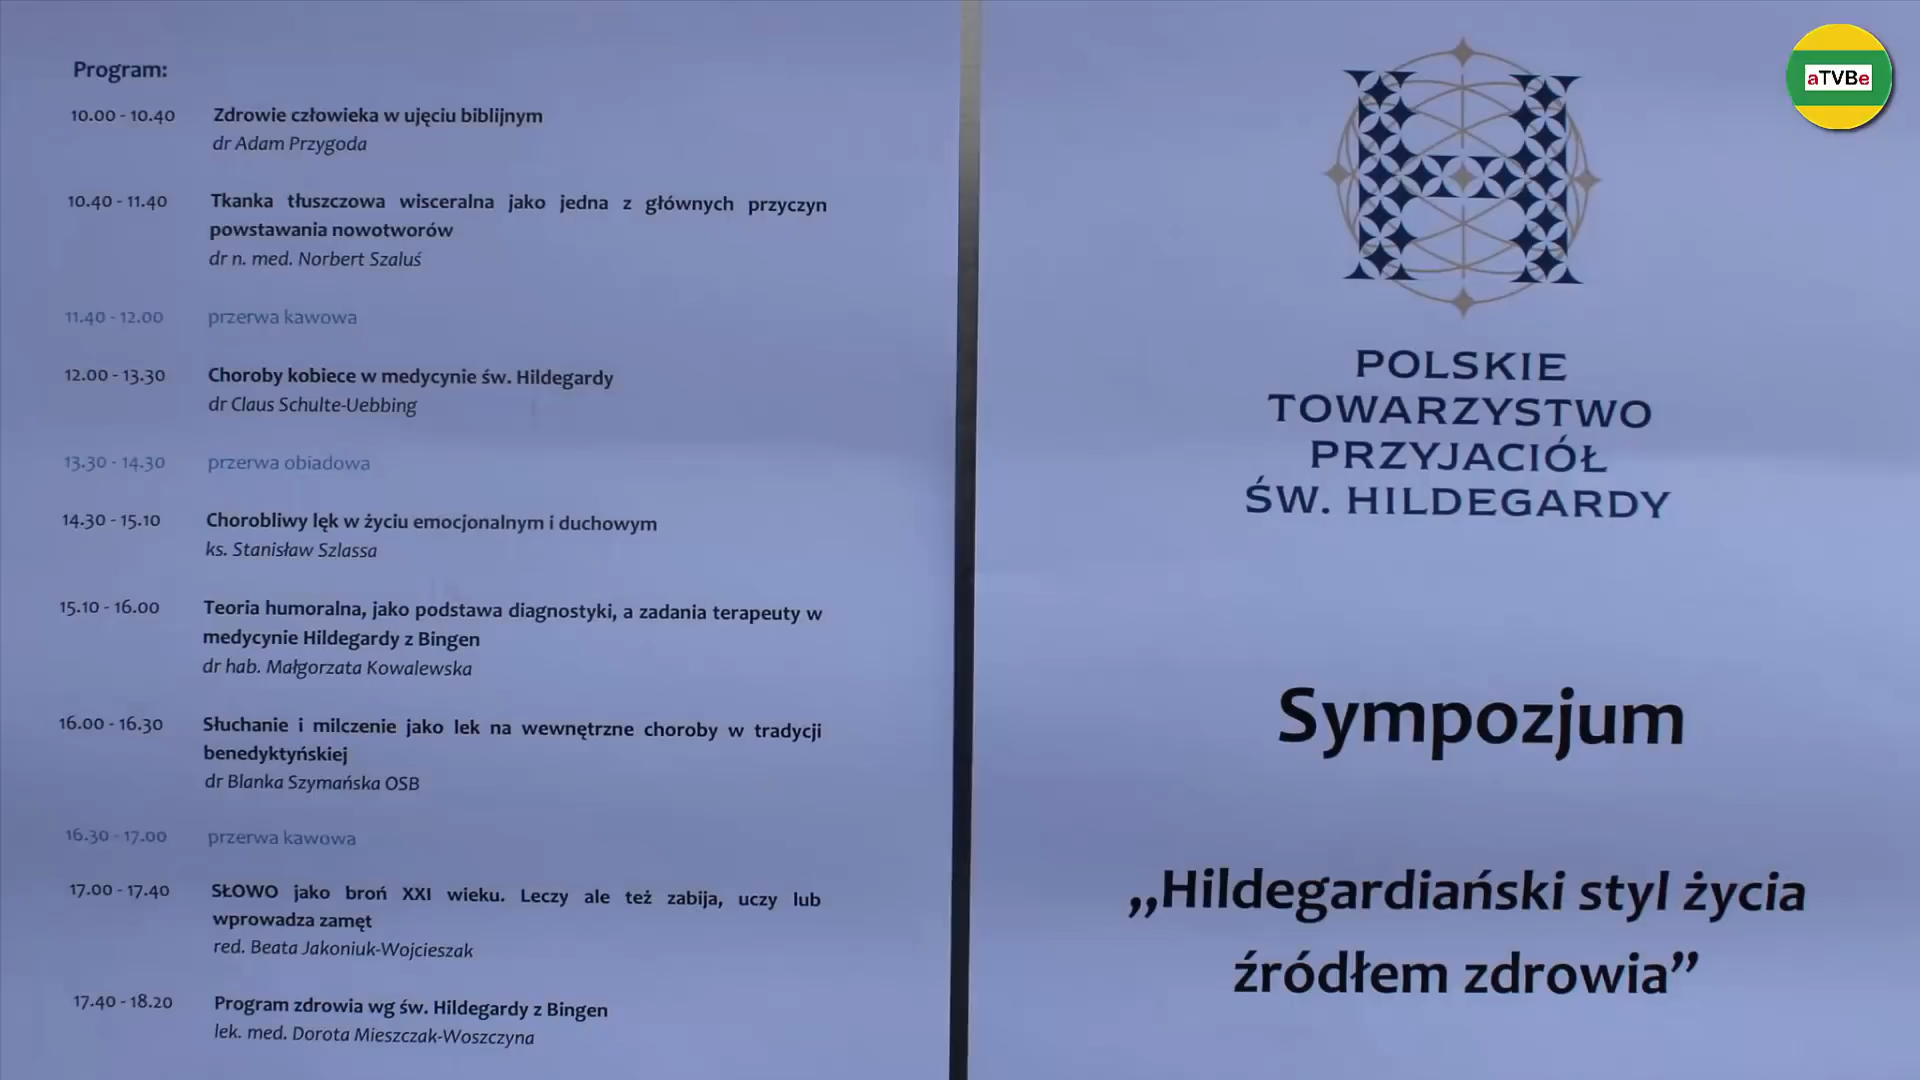 Program:
10.00 - 10.40 Zdrowie człowieka w ujęciu biblijnym
dr Adam Przygoda
10.40 - 11.40 Tkanka tłuszczowa wisceralna jako jedna z głównych przyczyn
powstawania nowotworów
dr n. med. Norbert Szaluś
11.40 - 12.00 przerwa kawowa
12.00 - 13.30 Choroby kobiece w medycynie św. Hildegardy
dr Claus Schulte-Uebbing
13.30 - 14.30 przerwa obiadowa
14.30 - 15.10 Chorobliwy lęk w życiu emocjonalnym i duchowym
ks. Stanisław Szlassa
15.10 - 16.00 Teoria humoralna, jako podstawa diagnostyki, a zadania terapeuty w
medycynie Hildegardy z Bingen
dr hab. Małgorzata Kowalewska
16.00 - 16.30 Słuchanie i milczenie jako lek na wewnętrzne choroby w tradycji
benedyktyńskiej
dr Blanka Szymańska OSB
16.30 - 17.00 przerwa kawowa
17.00 - 17.40 SŁOWO jako broń XXI wieku. Leczy ale też zabija, uczy lub
wprowadza zamęt
red. Beata Jakoniuk-Wojcieszak
17.40 - 18.20 Program zdrowia wg św. Hildegardy z Bingen
lek. med. Dorota Mieszczak-Woszczyna
H
POLSKIE
TOWARZYSTWO
PRZYJACIÓŁ
ŚW. HILDEGARDY
Sympozjum
„Hildegardiański styl życia
źródłem zdrowia”
aTVBe